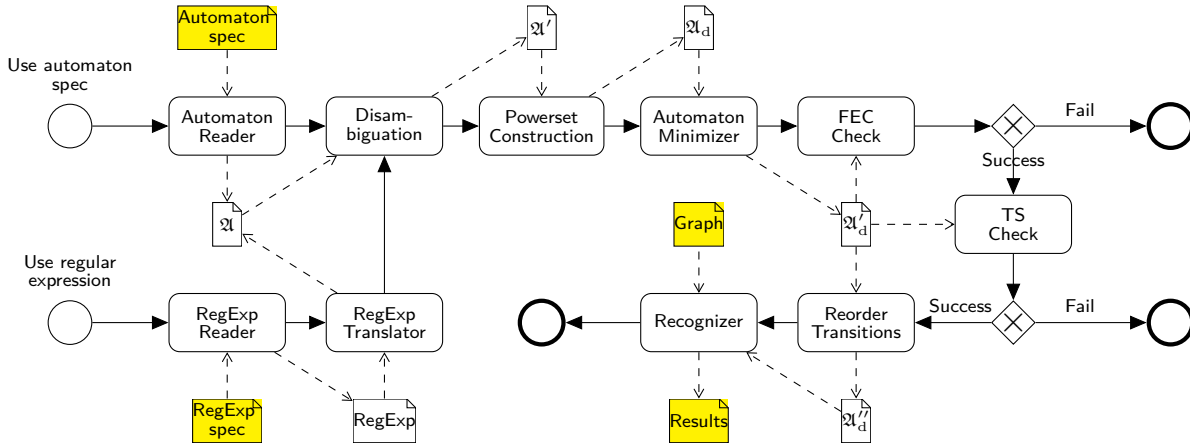 Automaton
spec
𝔄′
𝔄d
Use automaton
spec
Automaton
Reader
Disam-
biguation
Powerset
Construction
Automaton
Minimizer
FEC
Check
Fail
Success
𝔄
Graph
𝔄′d
TS
Check
Use regular
expression
RegExp
Reader
RegExp
Translator
Recognizer
Reorder
Transitions
Success
Fail
RegExp
spec
RegExp
Results
𝔄″d